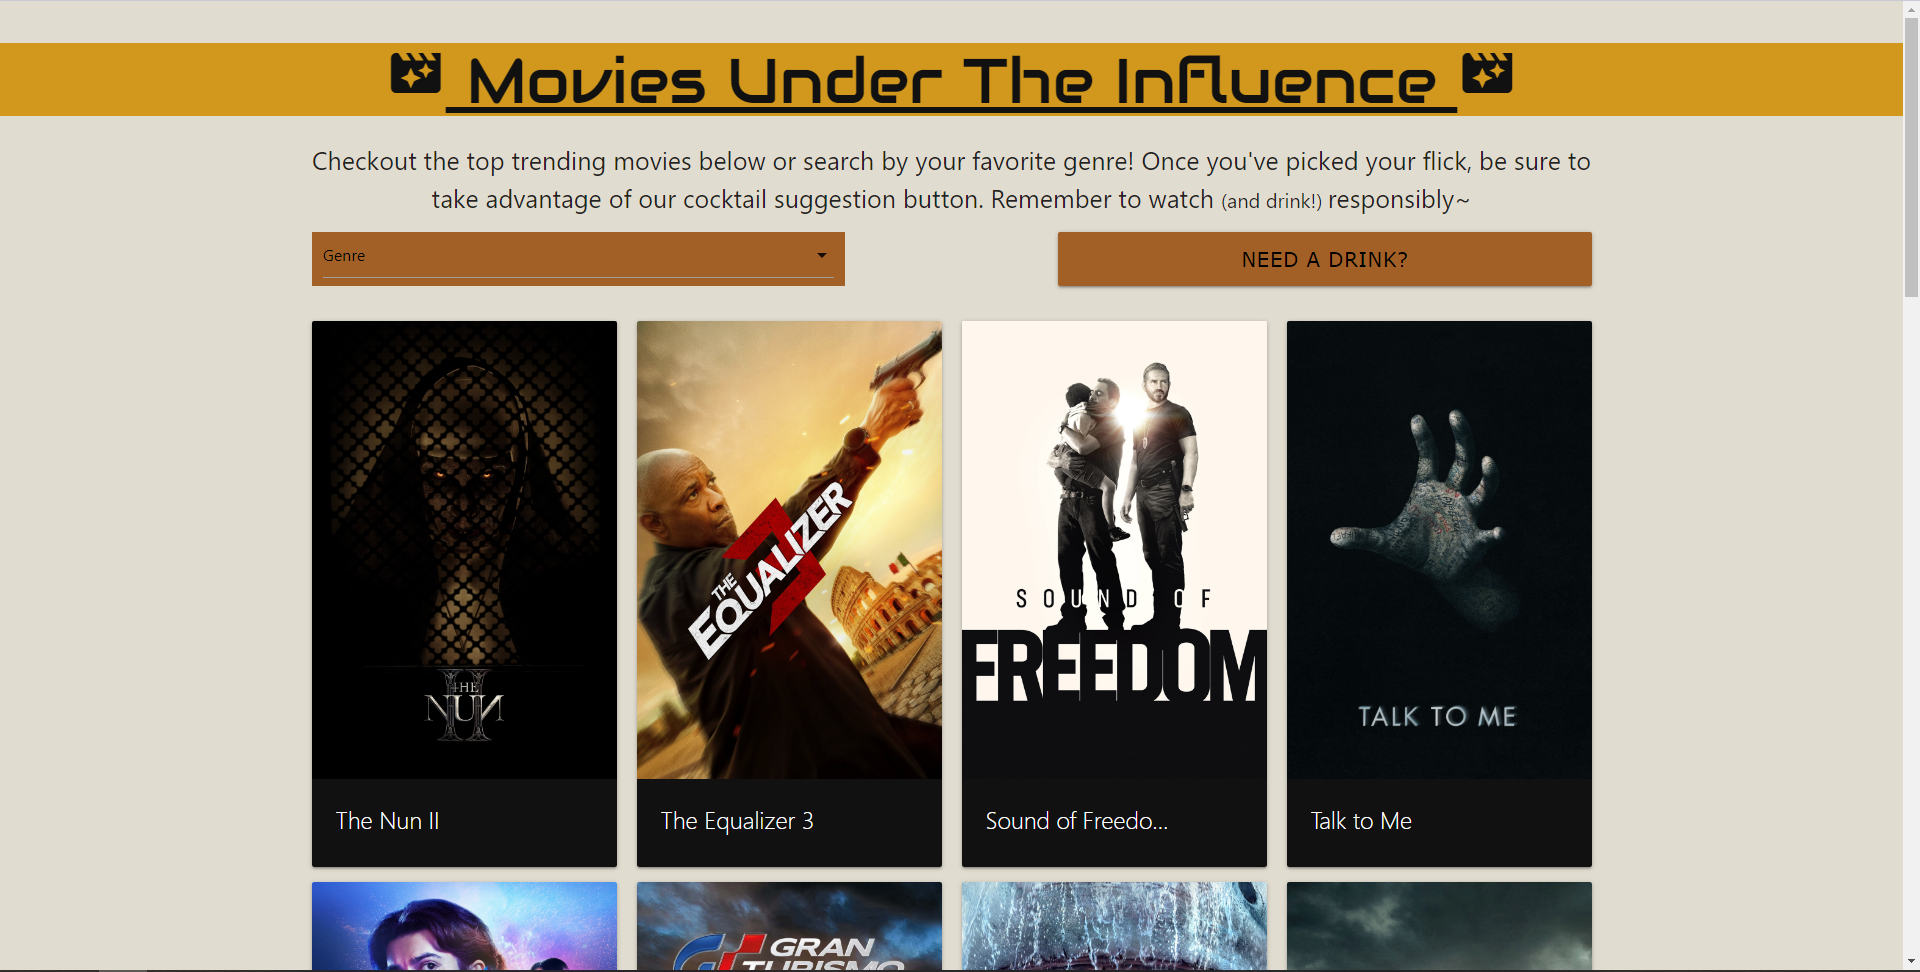 Movies Under The Influence
Checkout the top trending movies below or search by your favorite genre! Once you've picked your flick, be sure to
take advantage of our cocktail suggestion button. Remember to watch (and drink!) responsibly~
Genre
NEED A DRINK?
THE
NUN
II
THE
EQUALIZER
3
SOUND OF
FREEDOM
TALK TO ME
The Nun II
The Equalizer 3
Sound of Freedo...
Talk to Me
GRAN
TURISMO